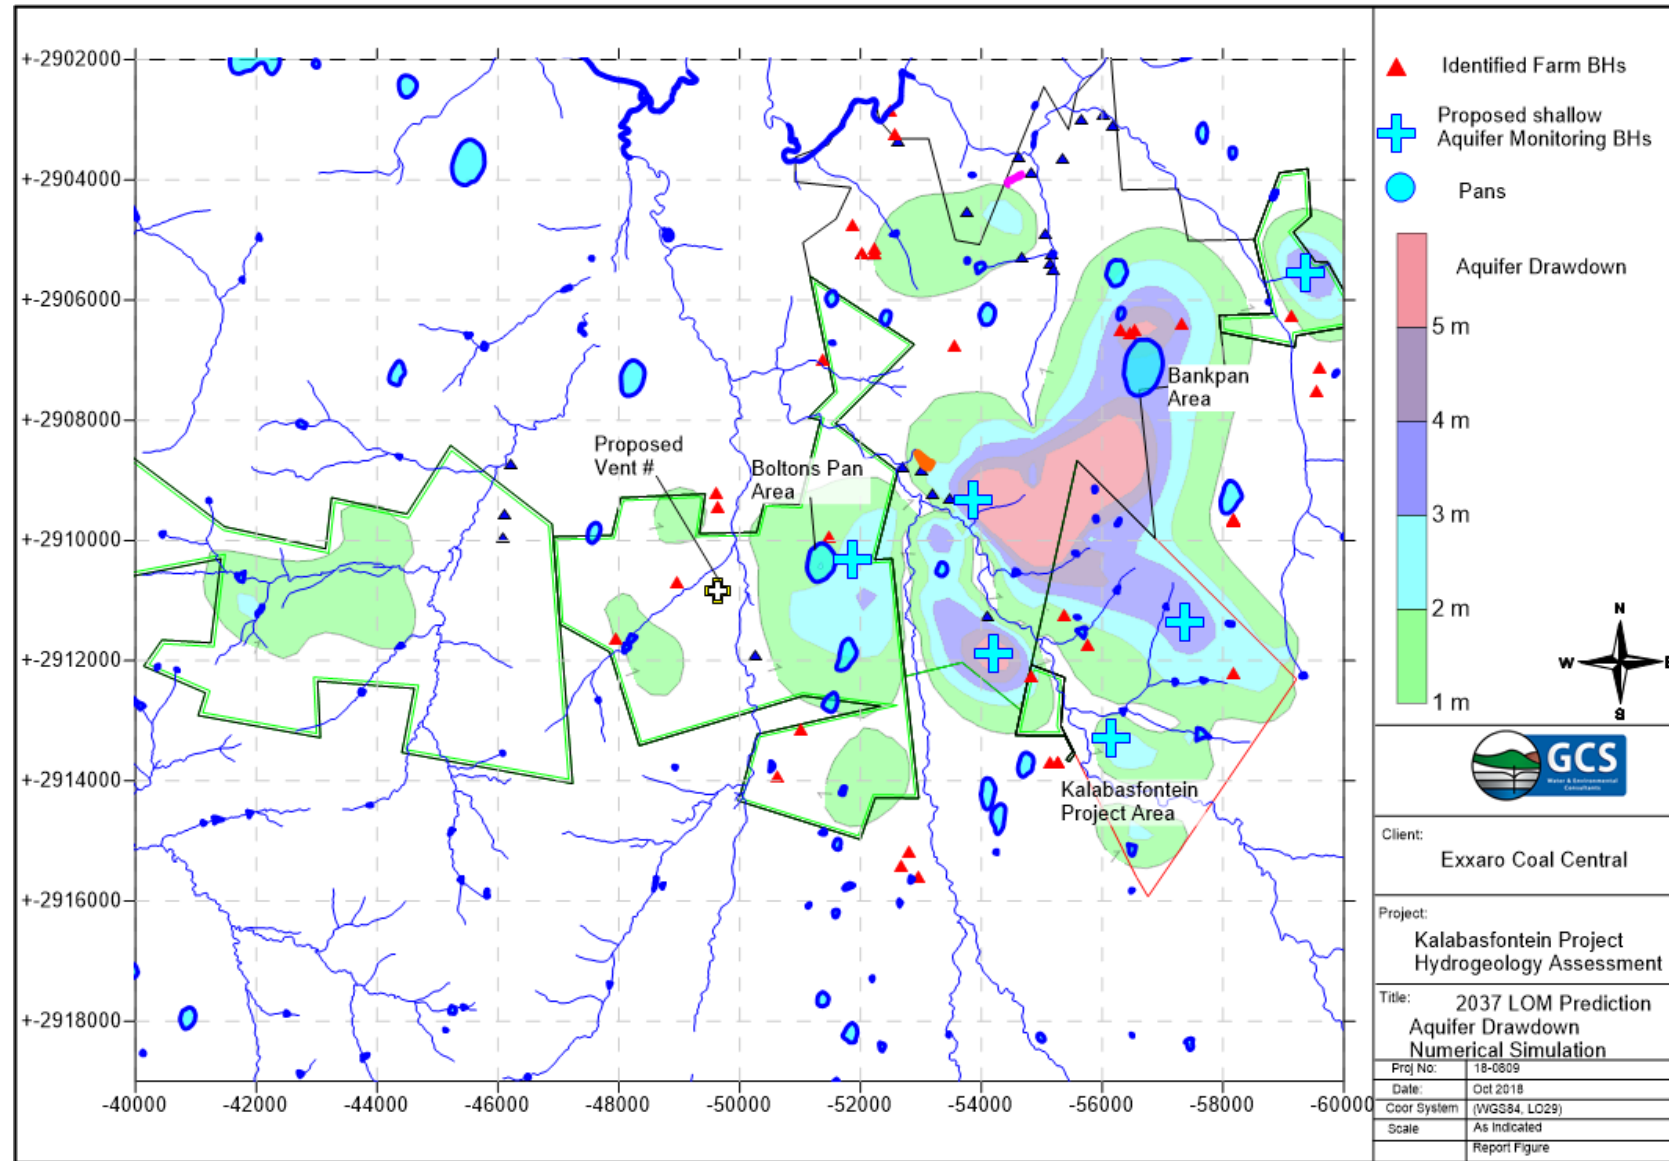 +-2902000
+-2904000
+-2906000
+-2908000
+-2910000
+-2912000
+-2914000
+-2916000
+-2918000
-40000
-42000
-44000
-46000
-48000
-50000
-52000
-54000
-56000
-58000
-60000
Proposed
Vent #
Boltons Pan
Area
Bankpan
Area
Kalabasfontein
Project Area
Identified Farm BHs
Proposed shallow
Aquifer Monitoring BHs
Pans
Aquifer Drawdown
5 m
4 m
3 m
2 m
1 m
N
W
E
S
GCS
Water & Environmental
Consultants
Client:
Exxaro Coal Central
Project:
Kalabasfontein Project
Hydrogeology Assessment
Title:
2037 LOM Prediction
Aquifer Drawdown
Numerical Simulation
Proj No:
18-0809
Date:
Oct 2018
Coor System
(WGS84, LO29)
Scale
As Indicated
Report Figure